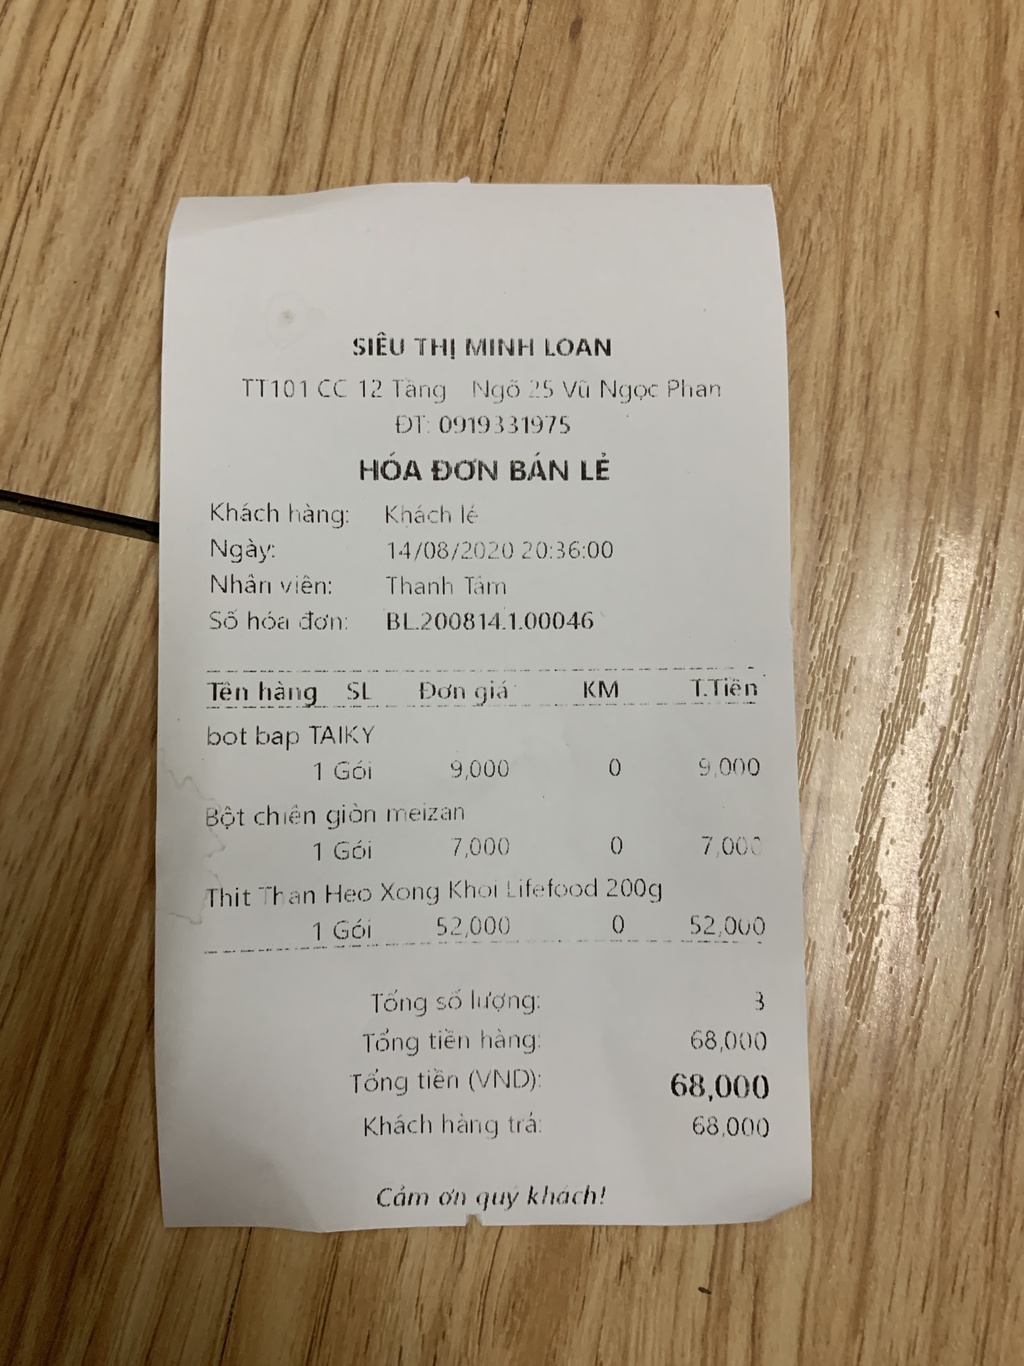 SIÊU THỊ MINH LOAN
TT101 CC 12 Tầng Ngõ 25 Vũ Ngọc Phan
ĐT: 0919331975
HÓA ĐƠN BÁN LẺ
Khách hàng: Khách lẻ
Ngày: 14/08/2020 20:36:00
Nhân viên: Thanh Tâm
Số hóa đơn: BL.200814.1.00046
Tên hàng SL Đơn giá KM T.Tiền
bot bap TAIKY
1 Gói 9,000 0 9,000
Bột chiên giòn meizan
1 Gói 7,000 0 7,000
Thit Than Heo Xong Khoi Lifefood 200g
1 Gói 52,000 0 52,000
Tổng số lượng: 3
Tổng tiền hàng: 68,000
Tổng tiền (VND): 68,000
Khách hàng trả: 68,000
Cảm ơn quý khách!